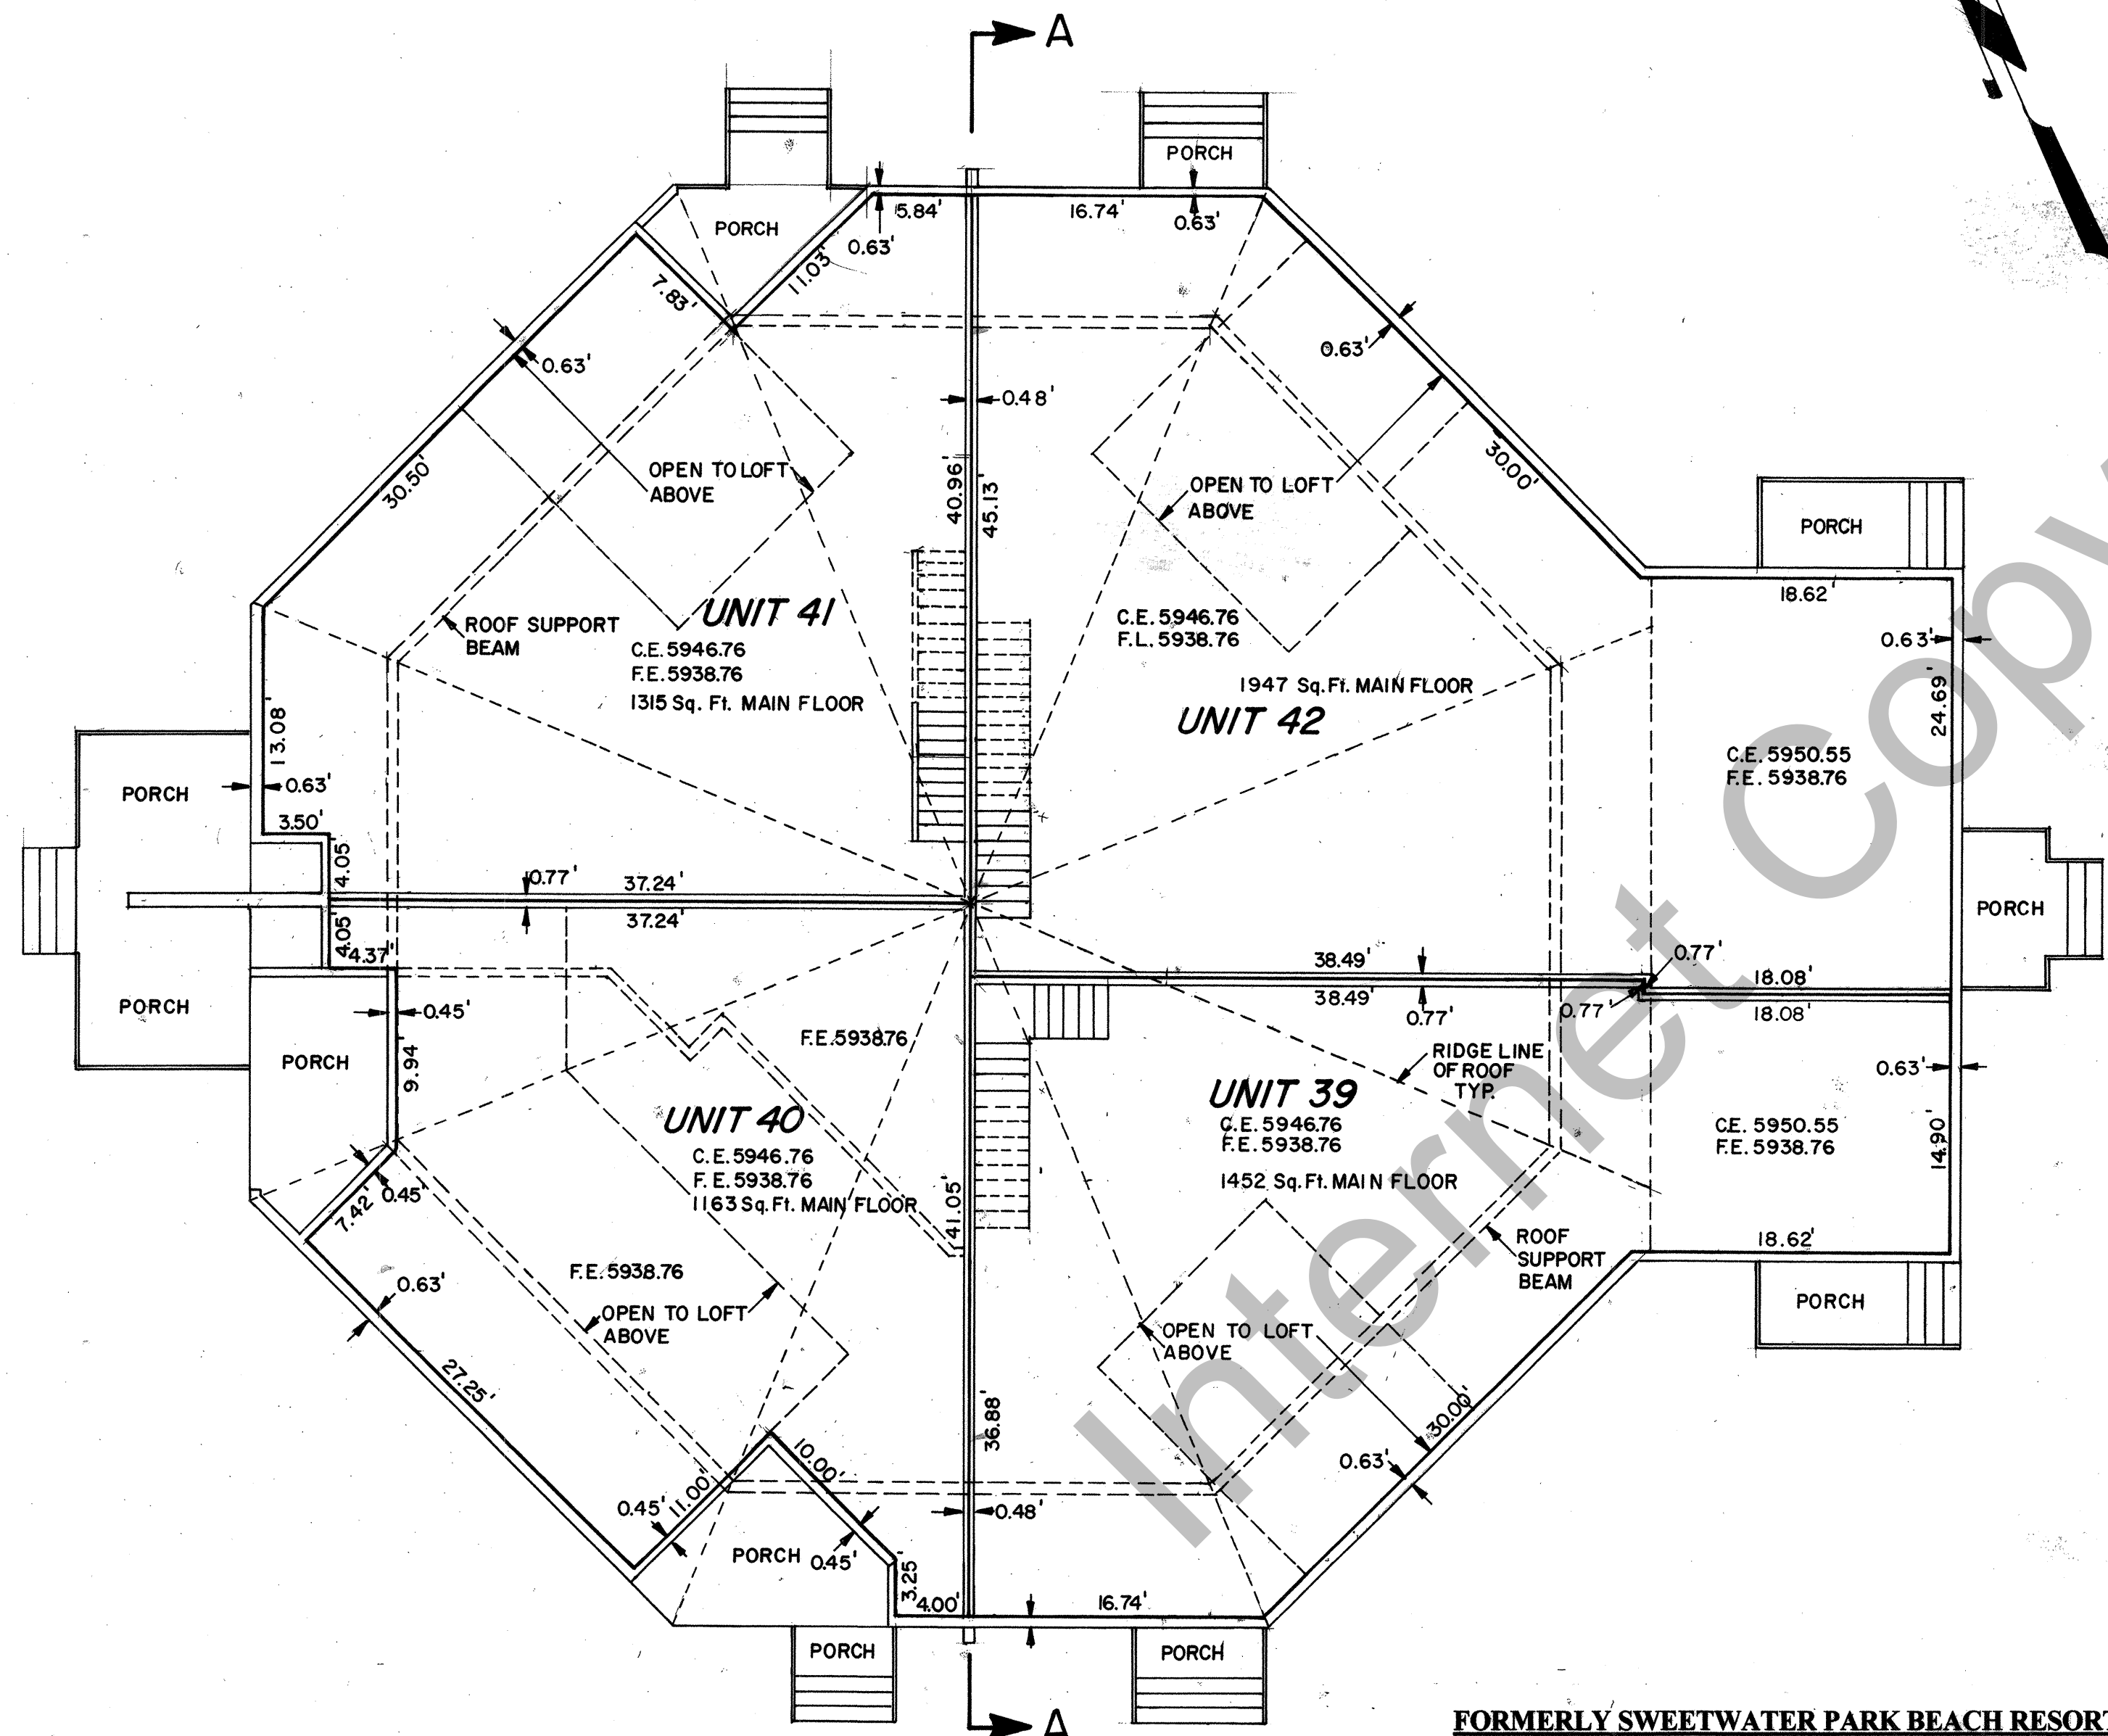 A
PORCH
PORCH
5.84'
16.74'
0.63'
0.63'
11.03'
7.83'
0.63'
0.63'
0.48'
30.50'
OPEN TO LOFT
ABOVE
40.96'
45.13'
OPEN TO LOFT
ABOVE
30.00'
PORCH
18.62'
ROOF SUPPORT
BEAM
UNIT 41
C.E. 5946.76
F.E. 5938.76
1315 Sq. Ft. MAIN FLOOR
C.E. 5946.76
F.L. 5938.76
1947 Sq. Ft. MAIN FLOOR
UNIT 42
0.63'
24.69'
C.E. 5950.55
F.E. 5938.76
13.08'
PORCH
0.63'
3.50'
4.05'
0.77'
37.24'
37.24'
4.05'
4.37'
PORCH
PORCH
0.45'
9.94'
PORCH
F.E. 5938.76
38.49'
38.49'
0.77'
0.77'
0.77'
18.08'
18.08'
RIDGE LINE
OF ROOF
TYP.
0.63'
UNIT 40
C.E. 5946.76
F.E. 5938.76
1163 Sq. Ft. MAIN FLOOR
UNIT 39
C.E. 5946.76
F.E. 5938.76
1452 Sq. Ft. MAIN FLOOR
C.E. 5950.55
F.E. 5938.76
14.90'
7.42'
0.45'
41.05'
ROOF
SUPPORT
BEAM
18.62'
PORCH
F.E. 5938.76
0.63'
OPEN TO LOFT
ABOVE
OPEN TO LOFT
ABOVE
27.25'
36.88'
30.00'
0.63'
10.00'
11.00'
0.45'
0.48'
PORCH
0.45'
3.25'
4.00'
16.74'
PORCH
PORCH
A
Internet Copy
FORMERLY SWEETWATER PARK BEACH RESORT